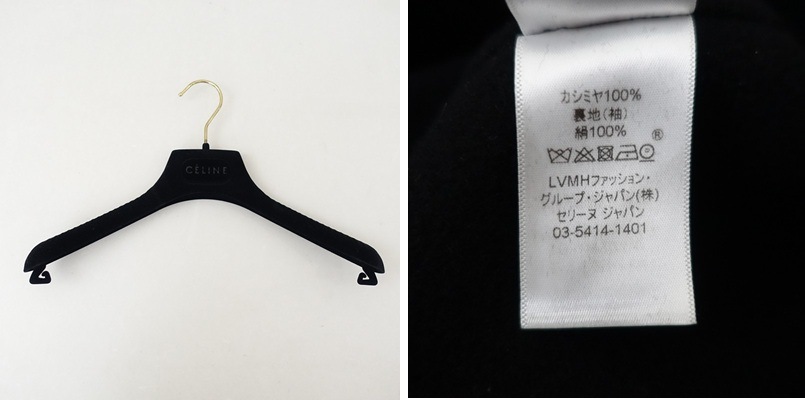 CÉLINE
カシミヤ100%
裏地(袖)
絹100%
®
LVMHファッション・
グループ・ジャパン(株)
セリーヌ ジャパン
03-5414-1401